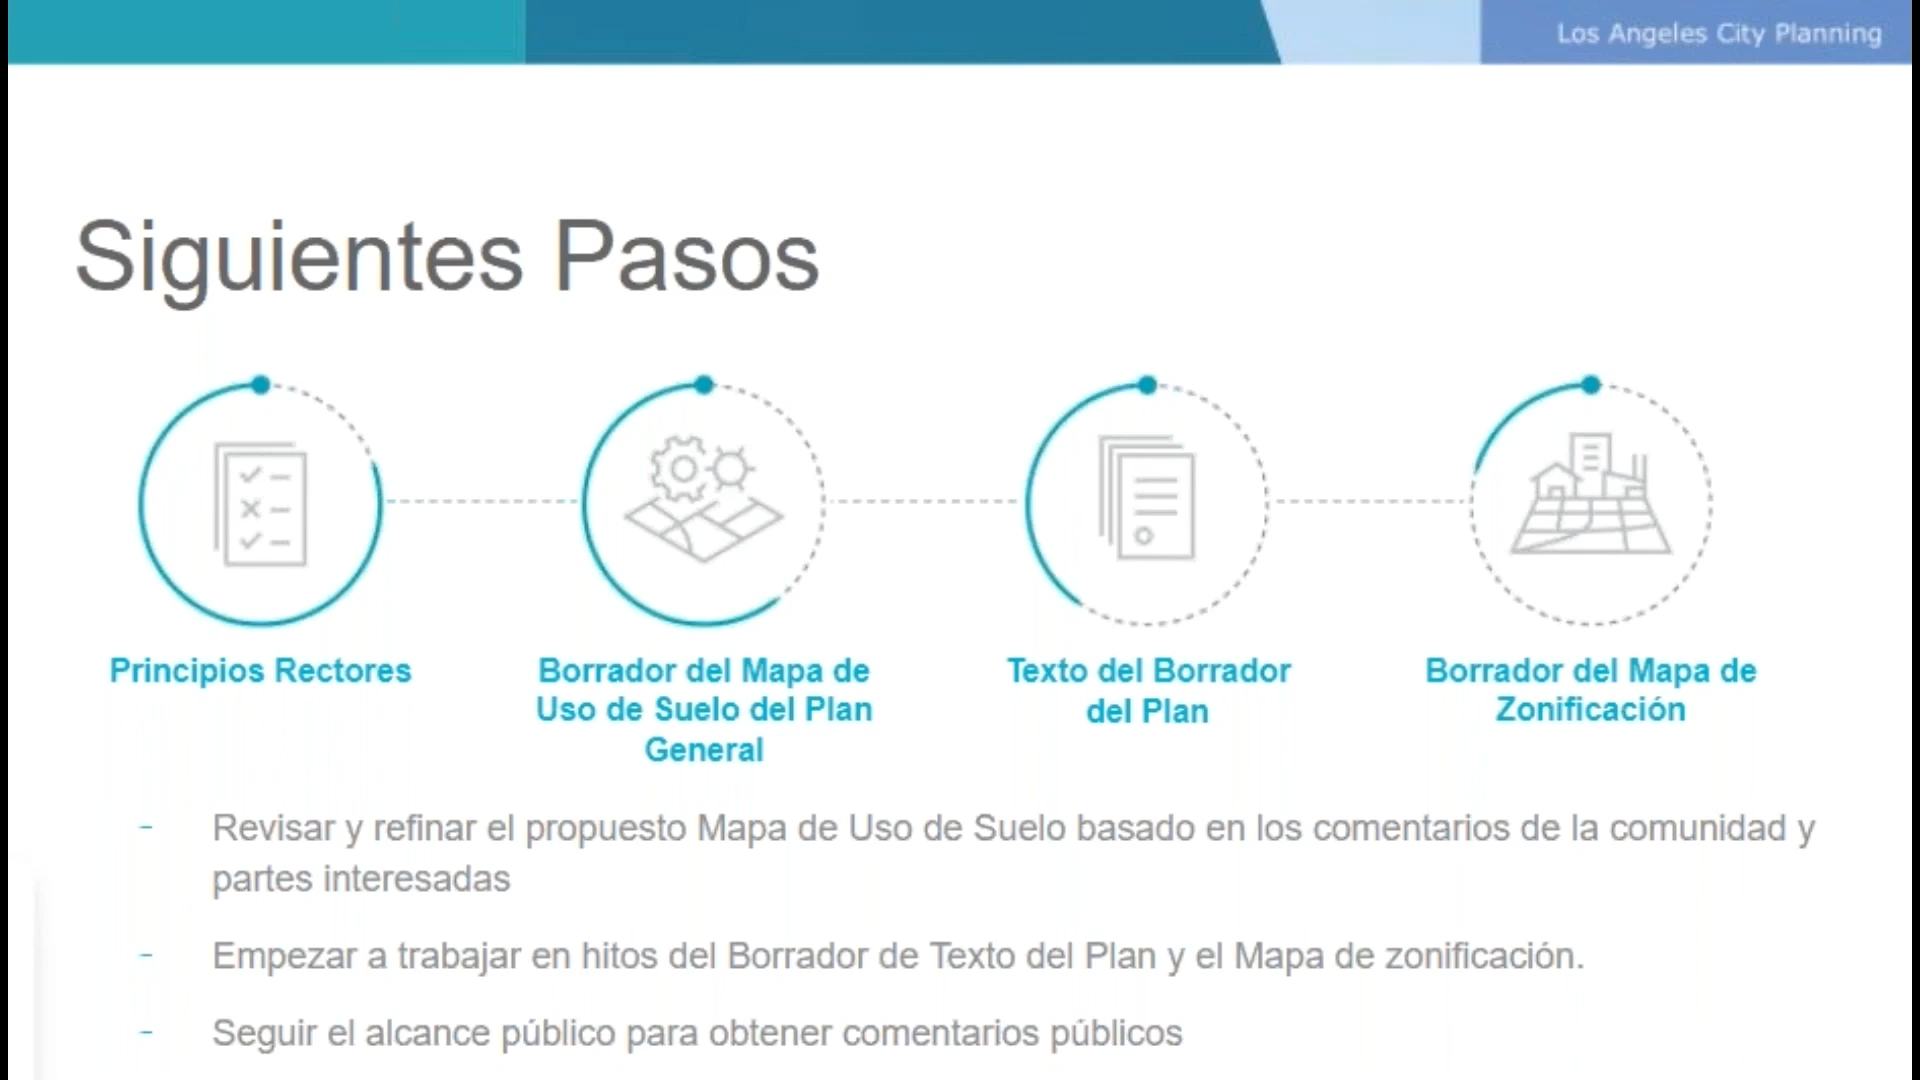 Los Angeles City Planning
Siguientes Pasos
Principios Rectores
Borrador del Mapa de
Uso de Suelo del Plan
General
Texto del Borrador
del Plan
Borrador del Mapa de
Zonificación
- Revisar y refinar el propuesto Mapa de Uso de Suelo basado en los comentarios de la comunidad y
partes interesadas
- Empezar a trabajar en hitos del Borrador de Texto del Plan y el Mapa de zonificación.
- Seguir el alcance público para obtener comentarios públicos